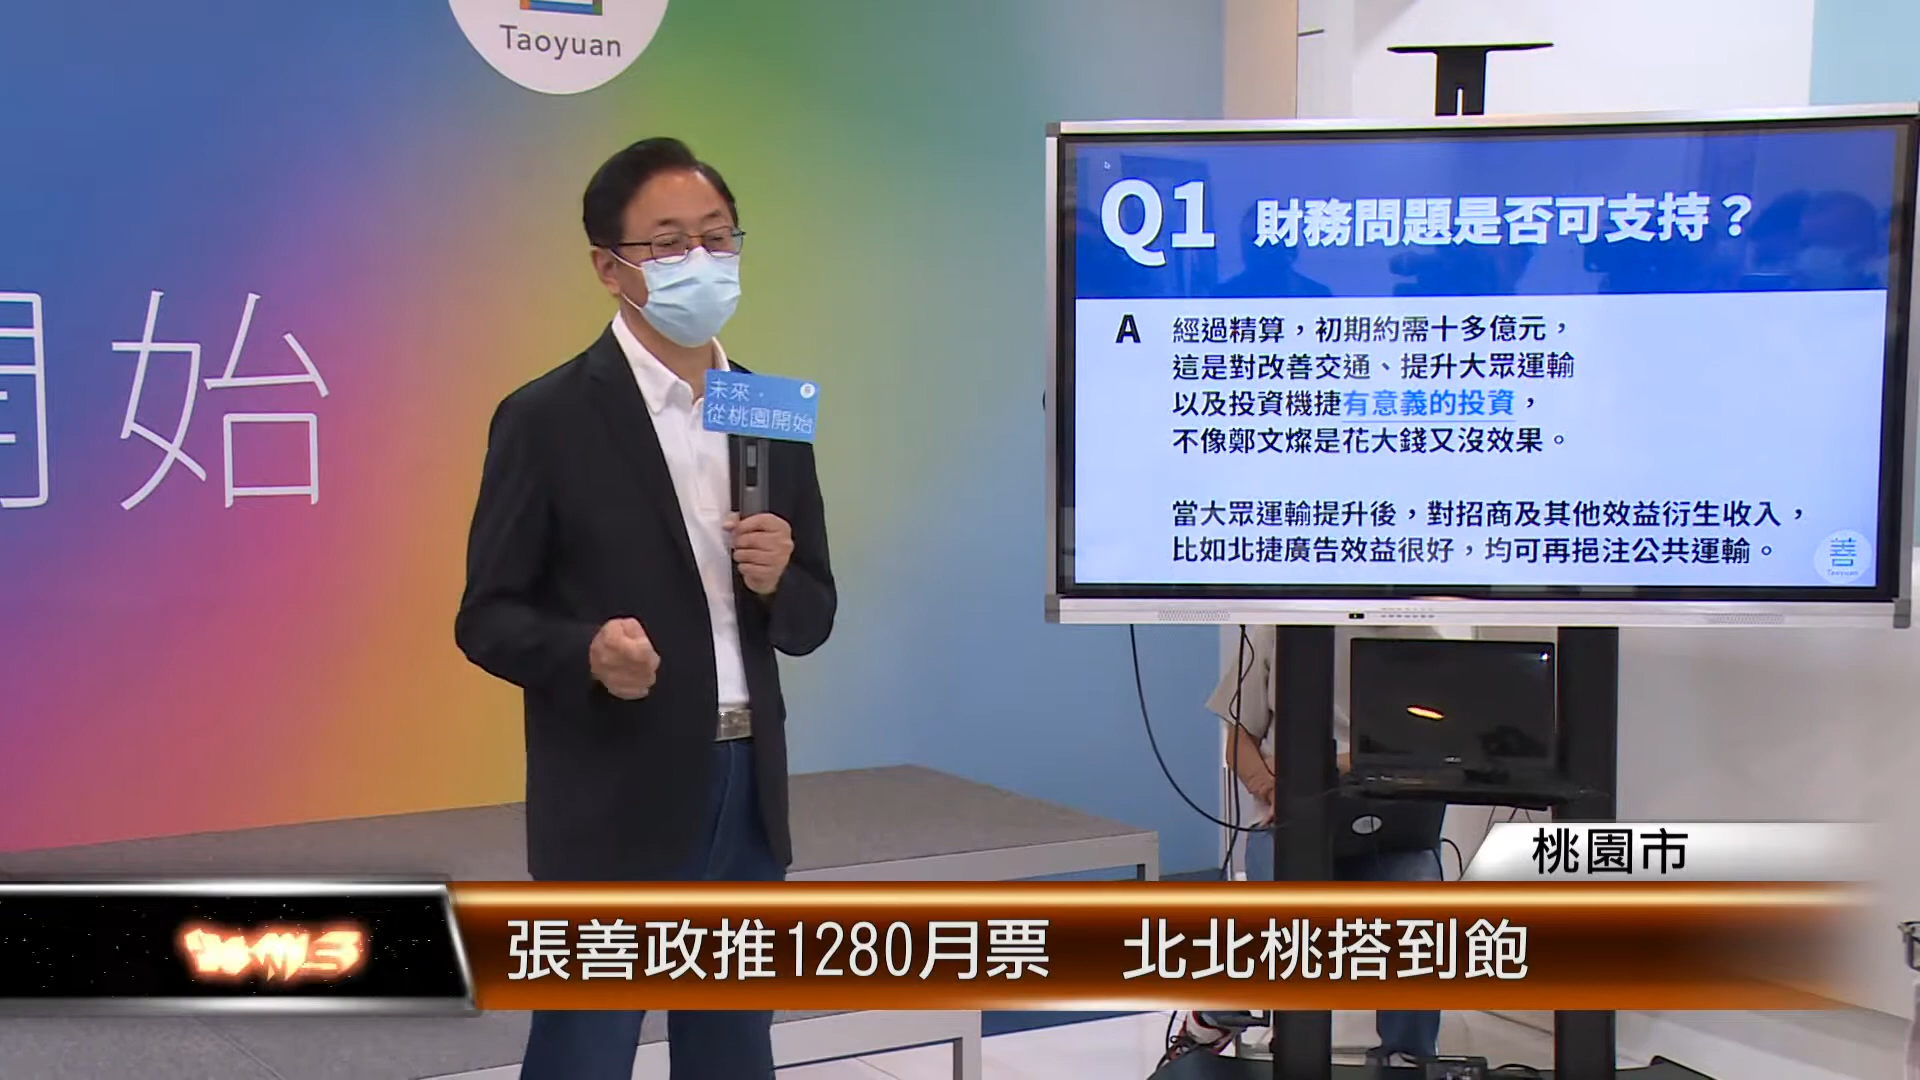 Taoyuan
開始
未來，
從桃園開始
Q1 財務問題是否可支持？
A 經過精算，初期約需十多億元，
這是對改善交通、提升大眾運輸
以及投資機捷有意義的投資，
不像鄭文燦是花大錢又沒效果。
當大眾運輸提升後，對招商及其他效益衍生收入，
比如北捷廣告效益很好，均可再挹注公共運輸。
善
Taoyuan
桃園市
張善政推1280月票 北北桃搭到飽